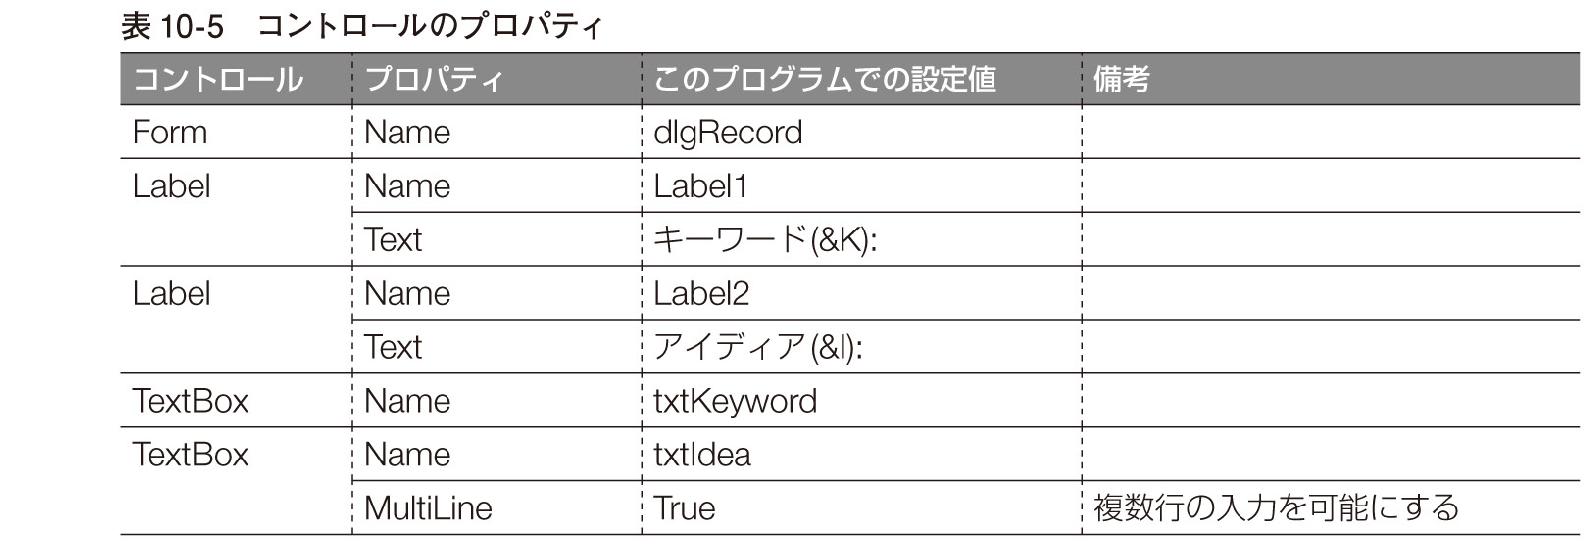 表 10-5　コントロールのプロパティ
コントロール プロパティ このプログラムでの設定値 備考
Form Name dlgRecord
Label Name Label1
Text キーワード(&K):
Label Name Label2
Text アイディア(&I):
TextBox Name txtKeyword
TextBox Name txtIdea
MultiLine True 複数行の入力を可能にする